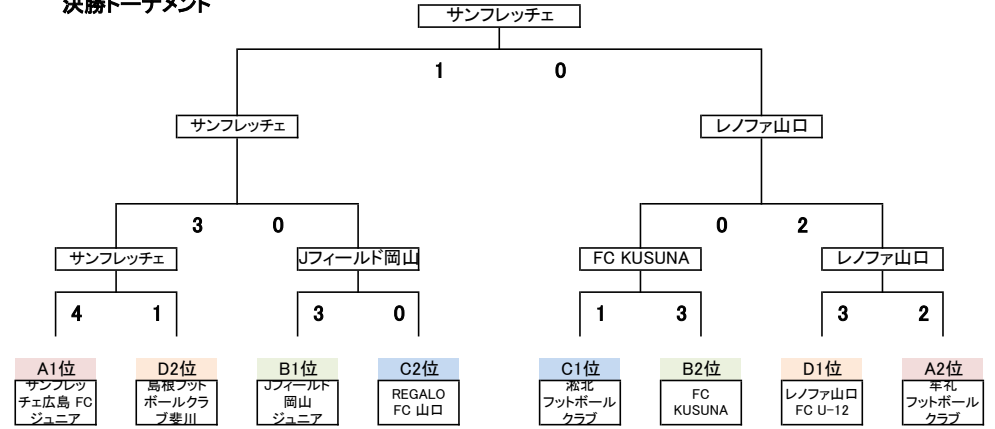 決勝トーナメント
サンフレッチェ
1 0
サンフレッチェ レノファ山口
3 0 0 2
サンフレッチェ Jフィールド岡山 FC KUSUNA レノファ山口
4 1 3 0 1 3 3 2
A1位 D2位 B1位 C2位 C1位 B2位 D1位 A2位
サンフレッ
チェ広島 FC
ジュニア
島根フット
ボールクラ
ブ斐川
Jフィールド
岡山
ジュニア
REGALO
FC 山口
淞北
フットボール
クラブ
FC
KUSUNA
レノファ山口
FC U-12
牟礼
フットボール
クラブ